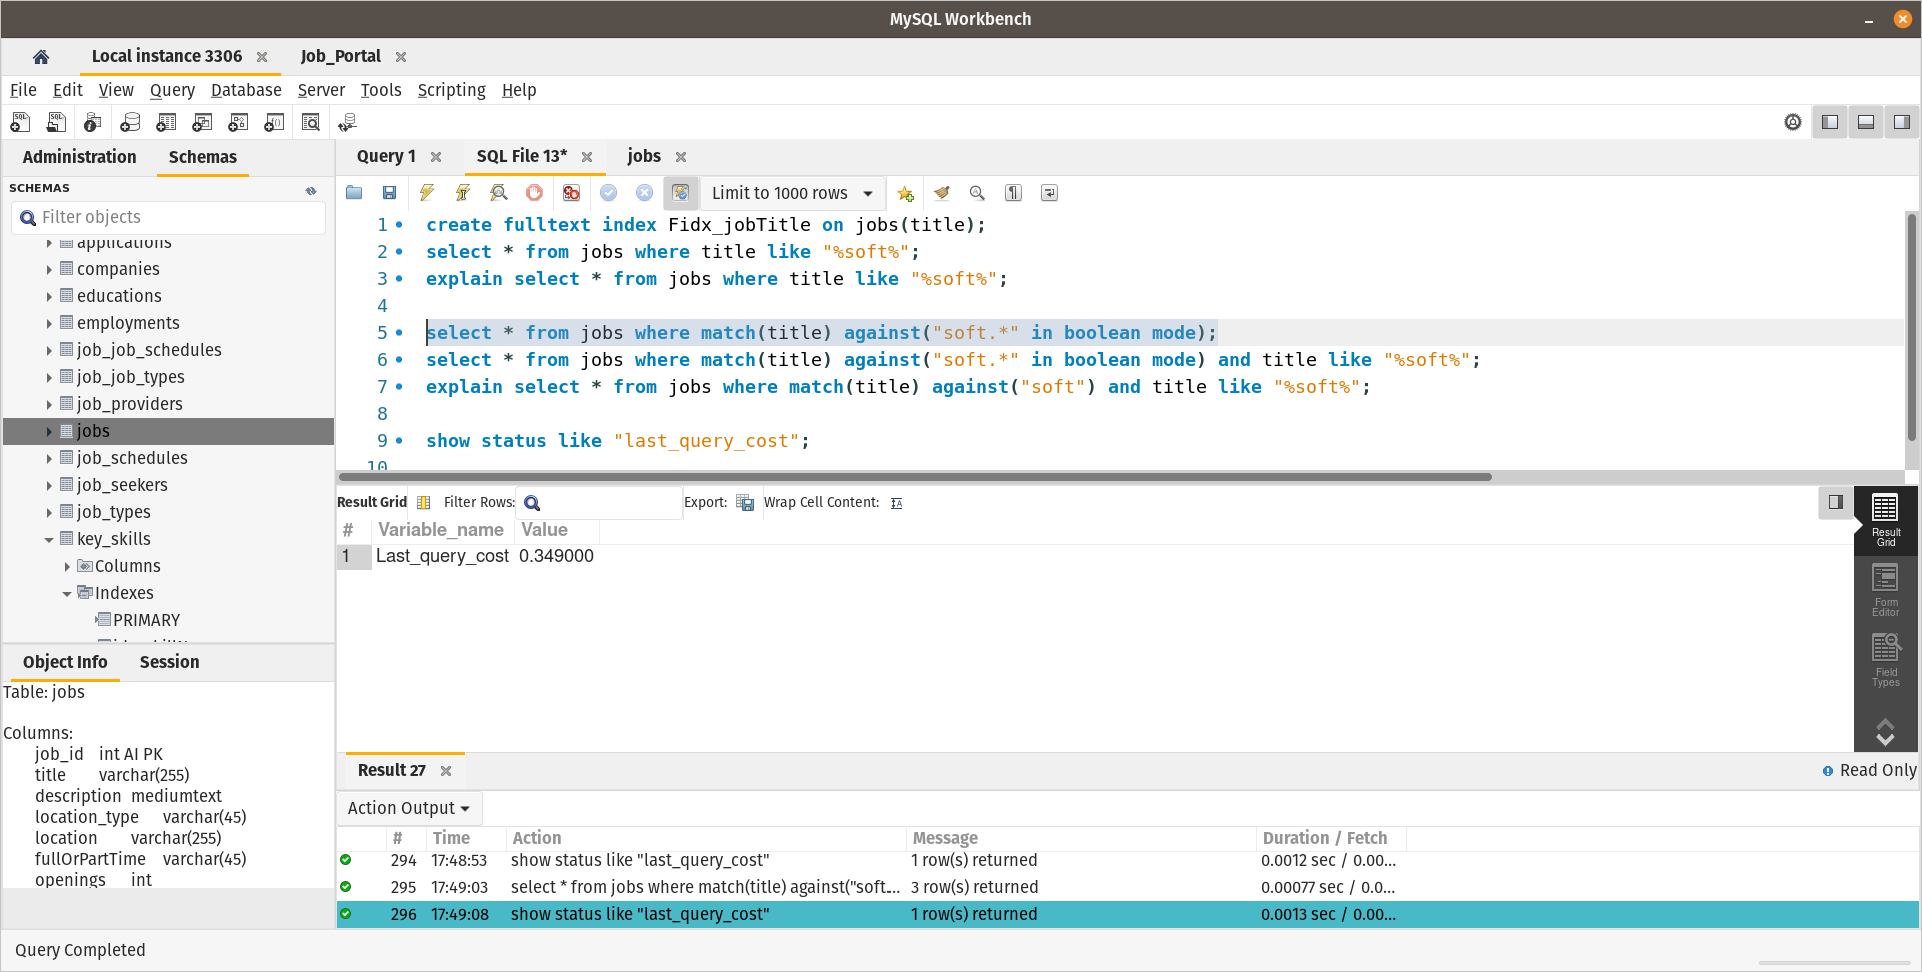 MySQL Workbench
Local instance 3306
Job_Portal
File Edit View Query Database Server Tools Scripting Help
Administration
Schemas
SCHEMAS
Filter objects
applications
companies
educations
employments
job_job_schedules
job_job_types
job_providers
jobs
job_schedules
job_seekers
job_types
key_skills
Columns
Indexes
PRIMARY
Object Info
Session
Table: jobs
Columns:
job_id int AI PK
title varchar(255)
description mediumtext
location_type varchar(45)
location varchar(255)
fullOrPartTime varchar(45)
openings int
Query 1
SQL File 13*
jobs
Limit to 1000 rows
1 create fulltext index Fidx_jobTitle on jobs(title);
2 select * from jobs where title like "%soft%";
3 explain select * from jobs where title like "%soft%";
4
5 select * from jobs where match(title) against("soft.*" in boolean mode);
6 select * from jobs where match(title) against("soft.*" in boolean mode) and title like "%soft%";
7 explain select * from jobs where match(title) against("soft") and title like "%soft%";
8
9 show status like "last_query_cost";
10
Result Grid Filter Rows: Export: Wrap Cell Content:
# Variable_name Value
1 Last_query_cost 0.349000
Result
Grid
Form
Editor
Field
Types
Result 27
Read Only
Action Output
# Time Action Message Duration / Fetch
294 17:48:53 show status like "last_query_cost" 1 row(s) returned 0.0012 sec / 0.00...
295 17:49:03 select * from jobs where match(title) against("soft.... 3 row(s) returned 0.00077 sec / 0.0...
296 17:49:08 show status like "last_query_cost" 1 row(s) returned 0.0013 sec / 0.00...
Query Completed